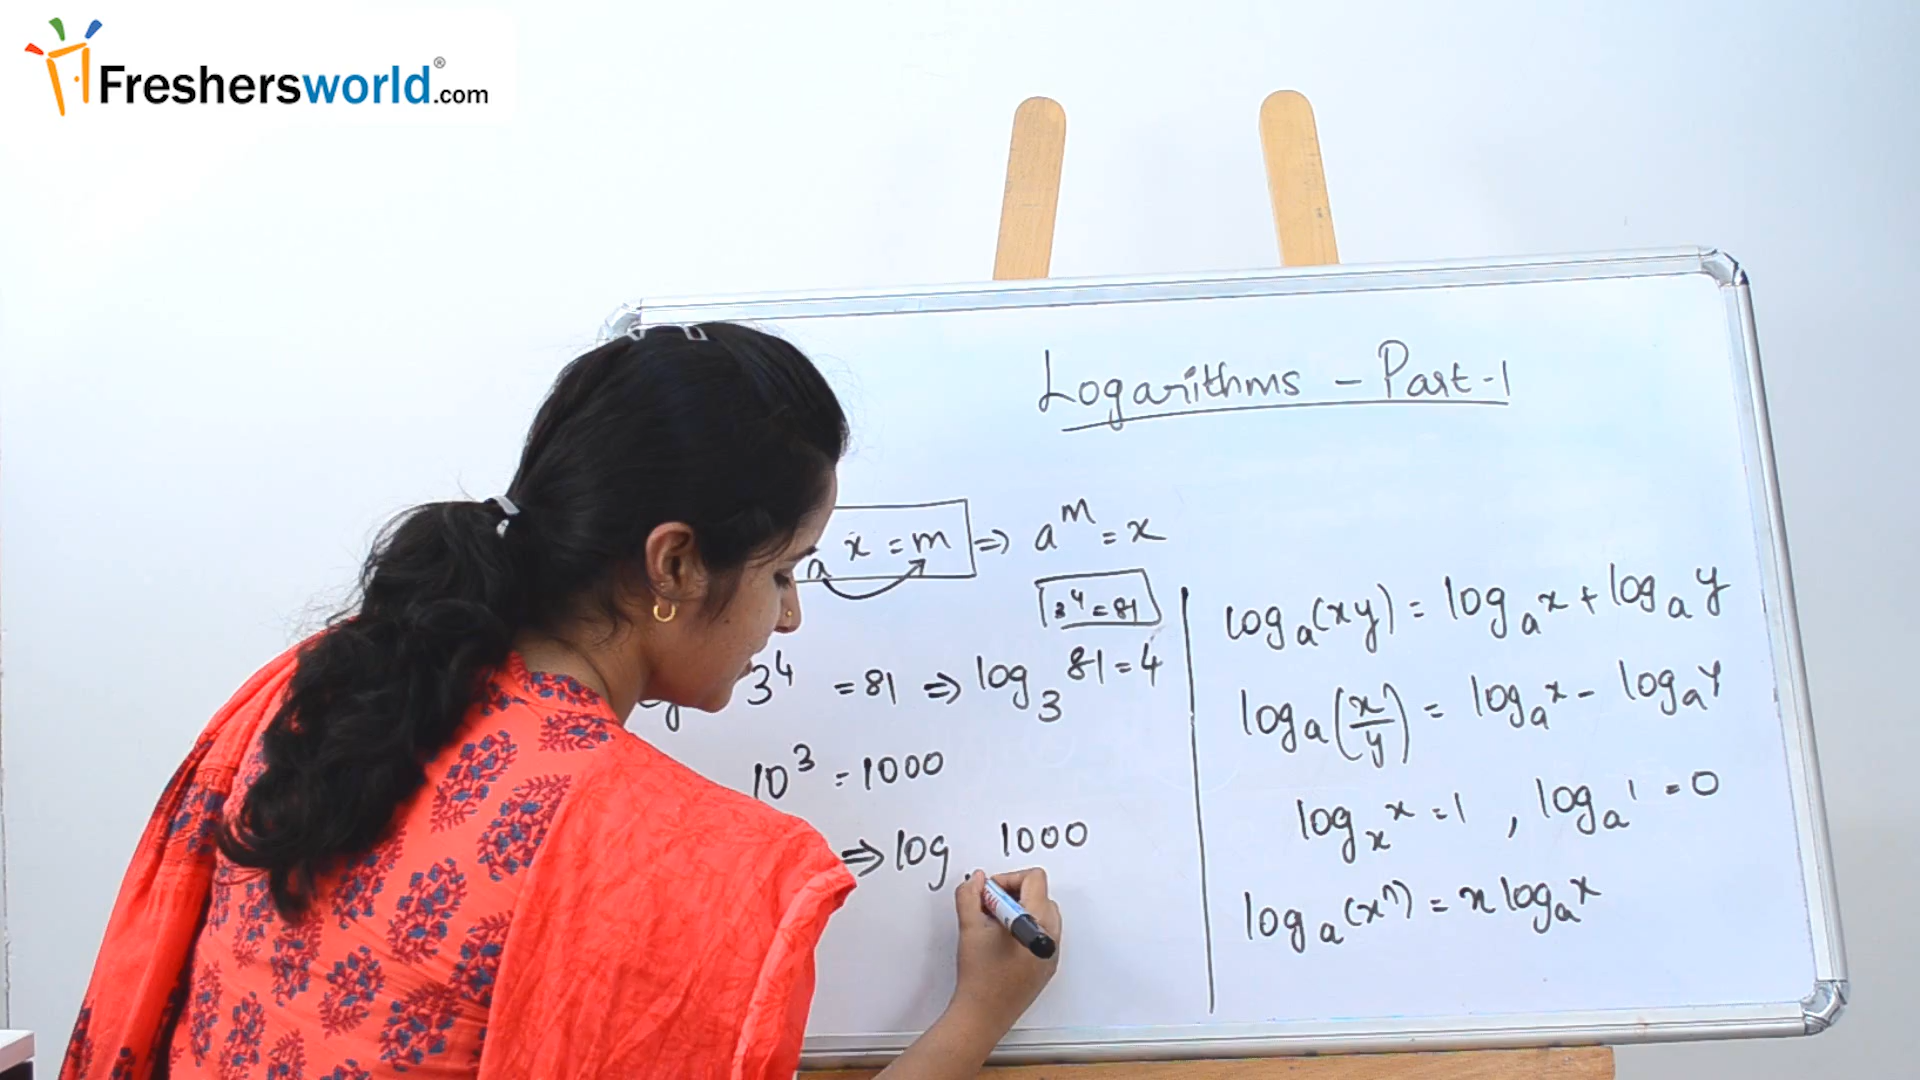 Freshersworld.com®
Logarithms - Part-1
a x = m ⇒ a^m = x
3^4 = 81
3^4 = 81 ⇒ log_3 81 = 4
10^3 = 1000
⇒ log 1000
log_a (xy) = log_a x + log_a y
log_a (x/y) = log_a x - log_a y
log_x x = 1 , log_a 1 = 0
log_a (x^n) = n log_a x